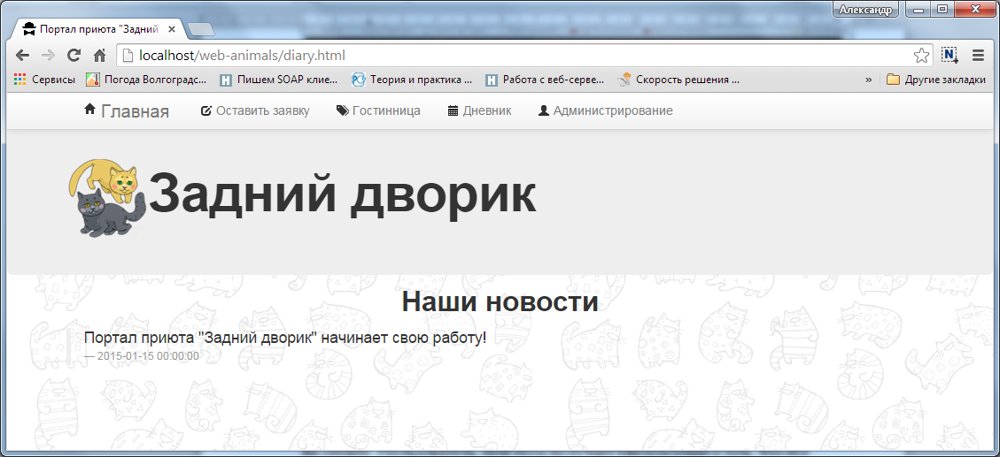 Александр
Портал приюта "Задний
localhost/web-animals/diary.html
N
Сервисы Погода Волгоградс... Н Пишем SOAP клие... РС Теория и практика ... Н Работа с веб-серве... Скорость решения ... » Другие закладки
Главная Оставить заявку Гостинница Дневник Администрирование
Задний дворик
Наши новости
Портал приюта "Задний дворик" начинает свою работу!
— 2015-01-15 00:00:00